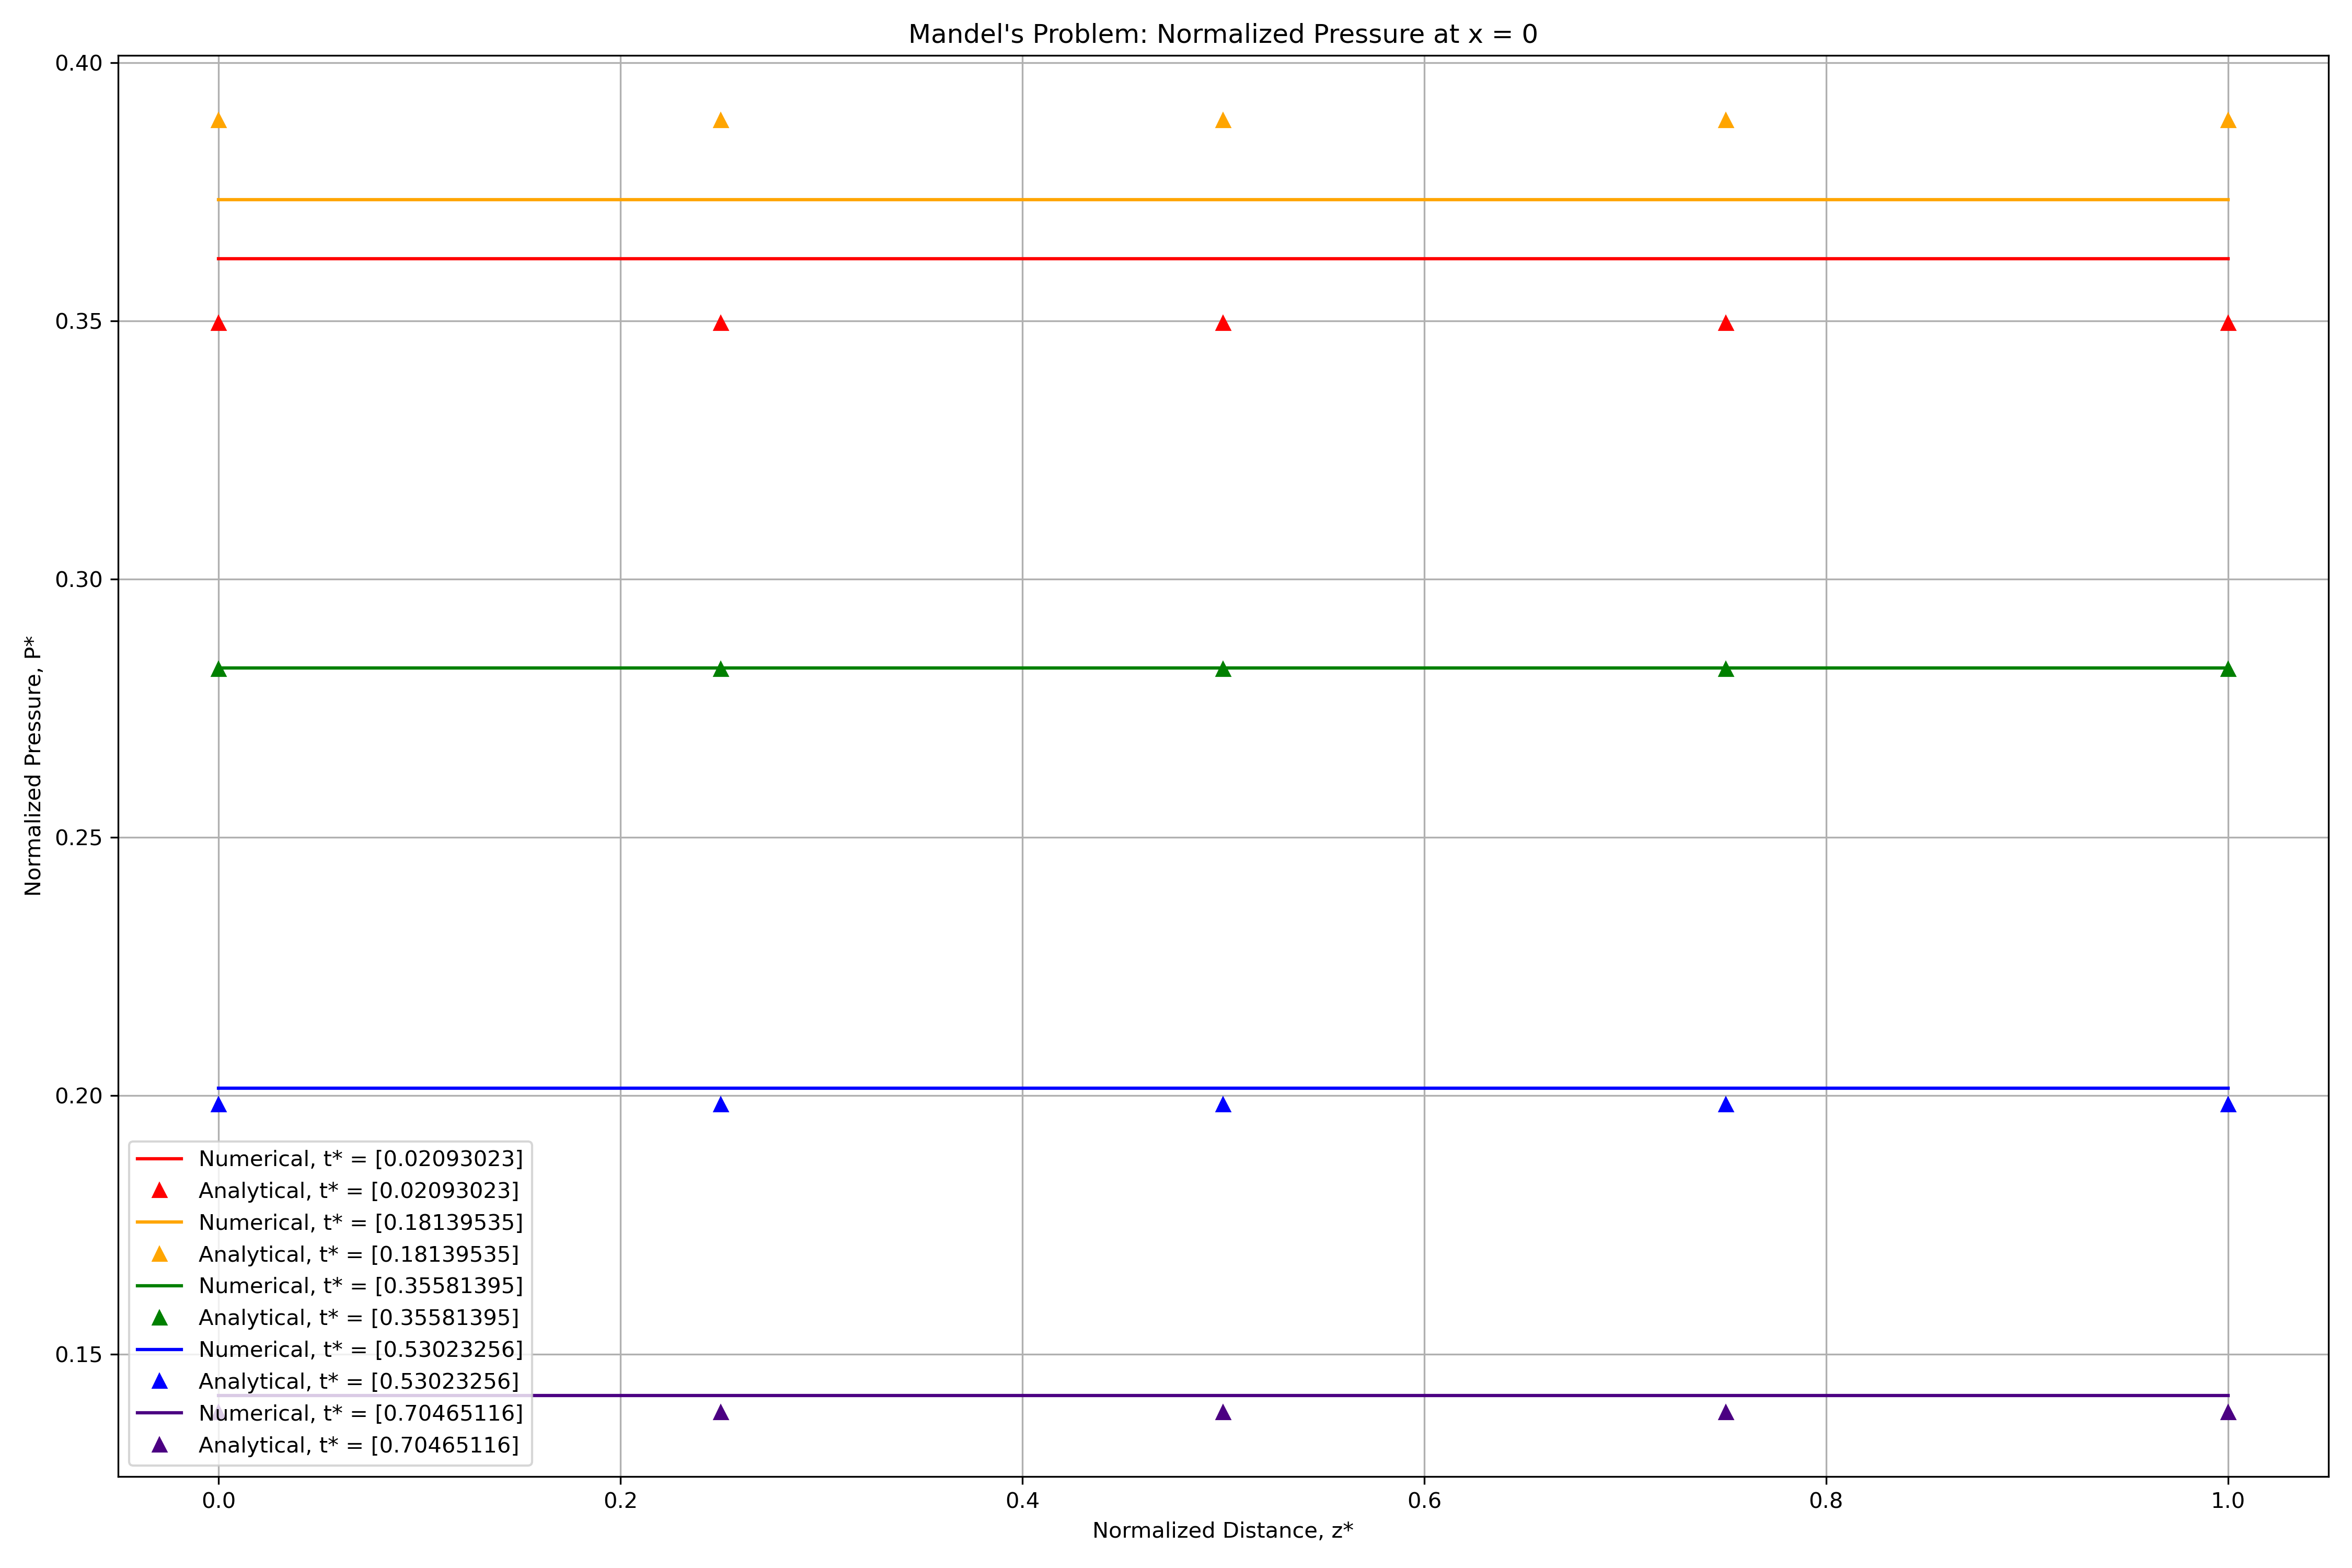 Mandel's Problem: Normalized Pressure at x = 0
0.40
0.35
0.30
0.25
0.20
0.15
Normalized Pressure, P*
Numerical, t* = [0.02093023]
Analytical, t* = [0.02093023]
Numerical, t* = [0.18139535]
Analytical, t* = [0.18139535]
Numerical, t* = [0.35581395]
Analytical, t* = [0.35581395]
Numerical, t* = [0.53023256]
Analytical, t* = [0.53023256]
Numerical, t* = [0.70465116]
Analytical, t* = [0.70465116]
0.0 0.2 0.4 0.6 0.8 1.0
Normalized Distance, z*